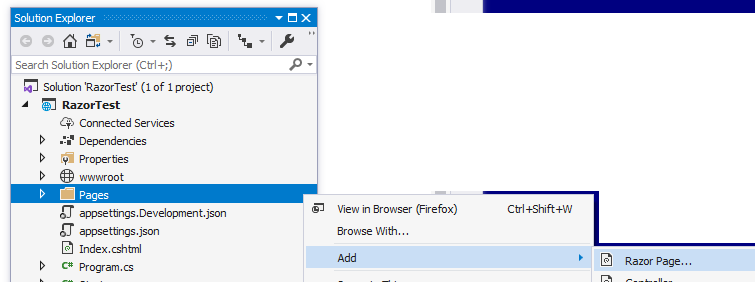 Solution Explorer
Search Solution Explorer (Ctrl+;)
Solution 'RazorTest' (1 of 1 project)
RazorTest
Connected Services
Dependencies
Properties
wwwroot
Pages
appsettings.Development.json
View in Browser (Firefox) Ctrl+Shift+W
appsettings.json
Browse With...
Index.cshtml
Add
Program.cs
Razor Page...